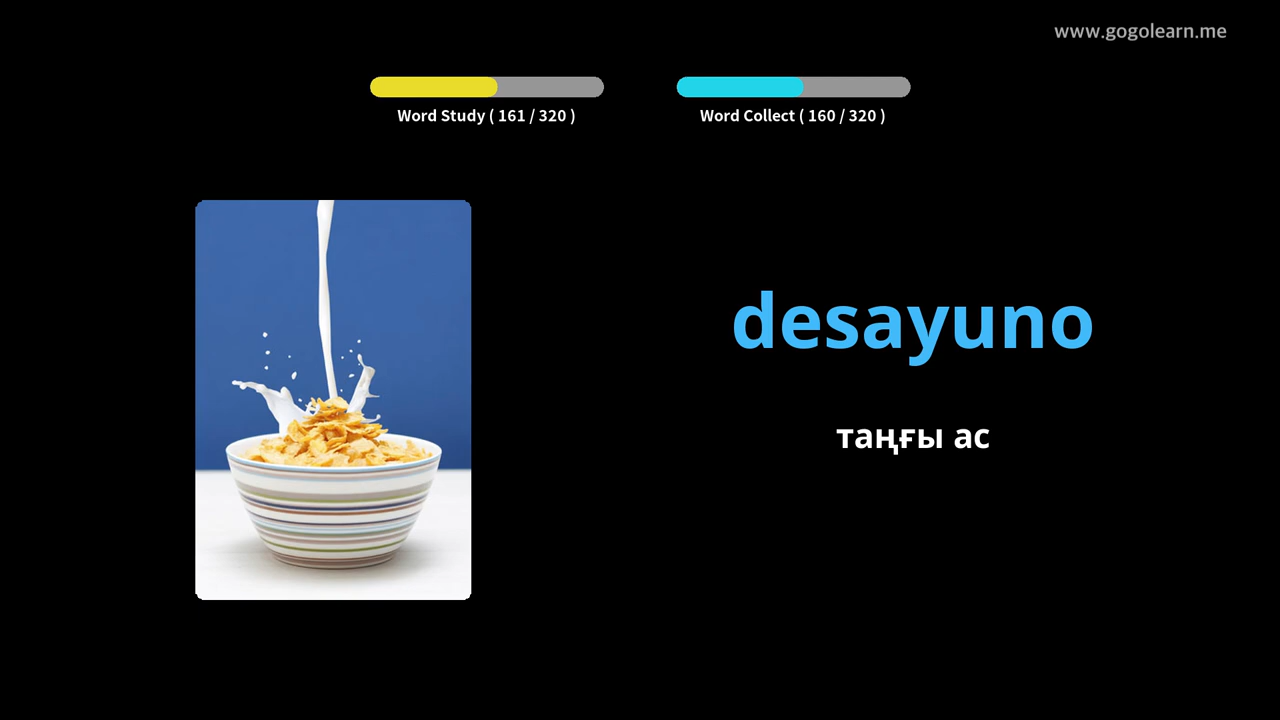 www.gogolearn.me
Word Study ( 161 / 320 )
Word Collect ( 160 / 320 )
desayuno
таңғы ас